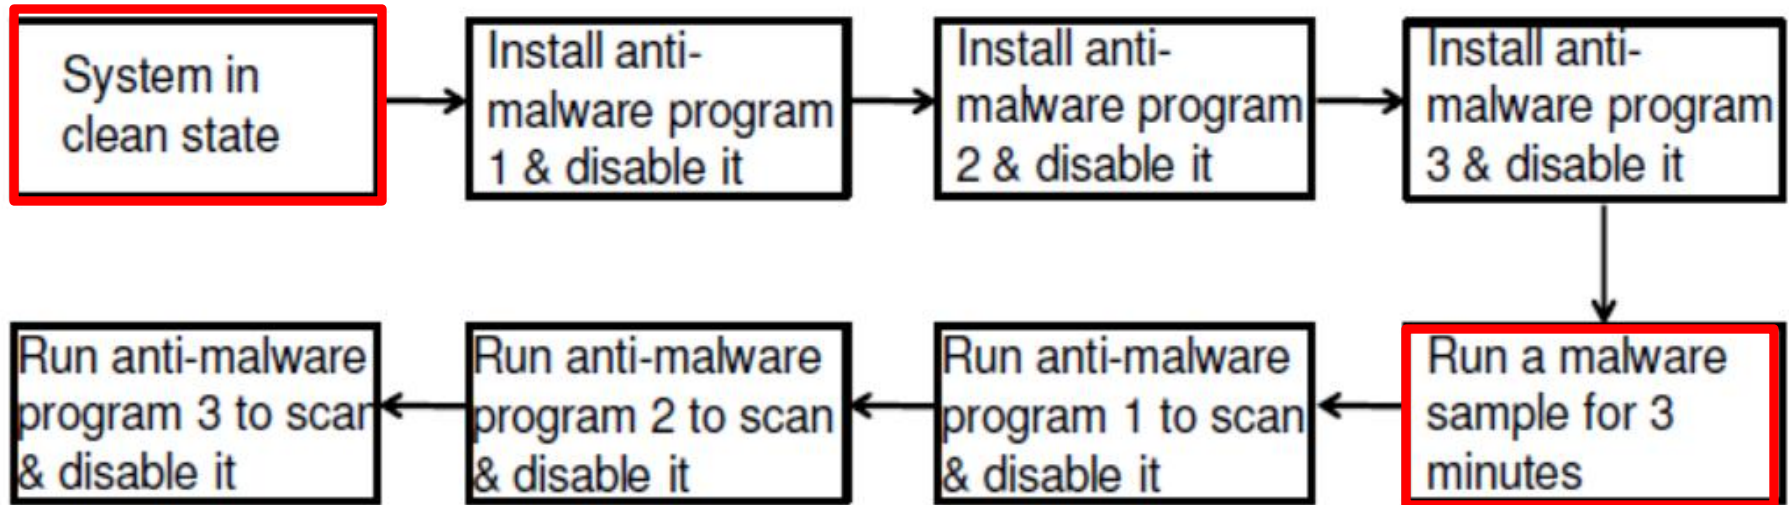 System in
clean state
Install anti-
malware program
1 & disable it
Install anti-
malware program
2 & disable it
Install anti-
malware program
3 & disable it
Run a malware
sample for 3
minutes
Run anti-malware
program 1 to scan
& disable it
Run anti-malware
program 2 to scan
& disable it
Run anti-malware
program 3 to scan
& disable it